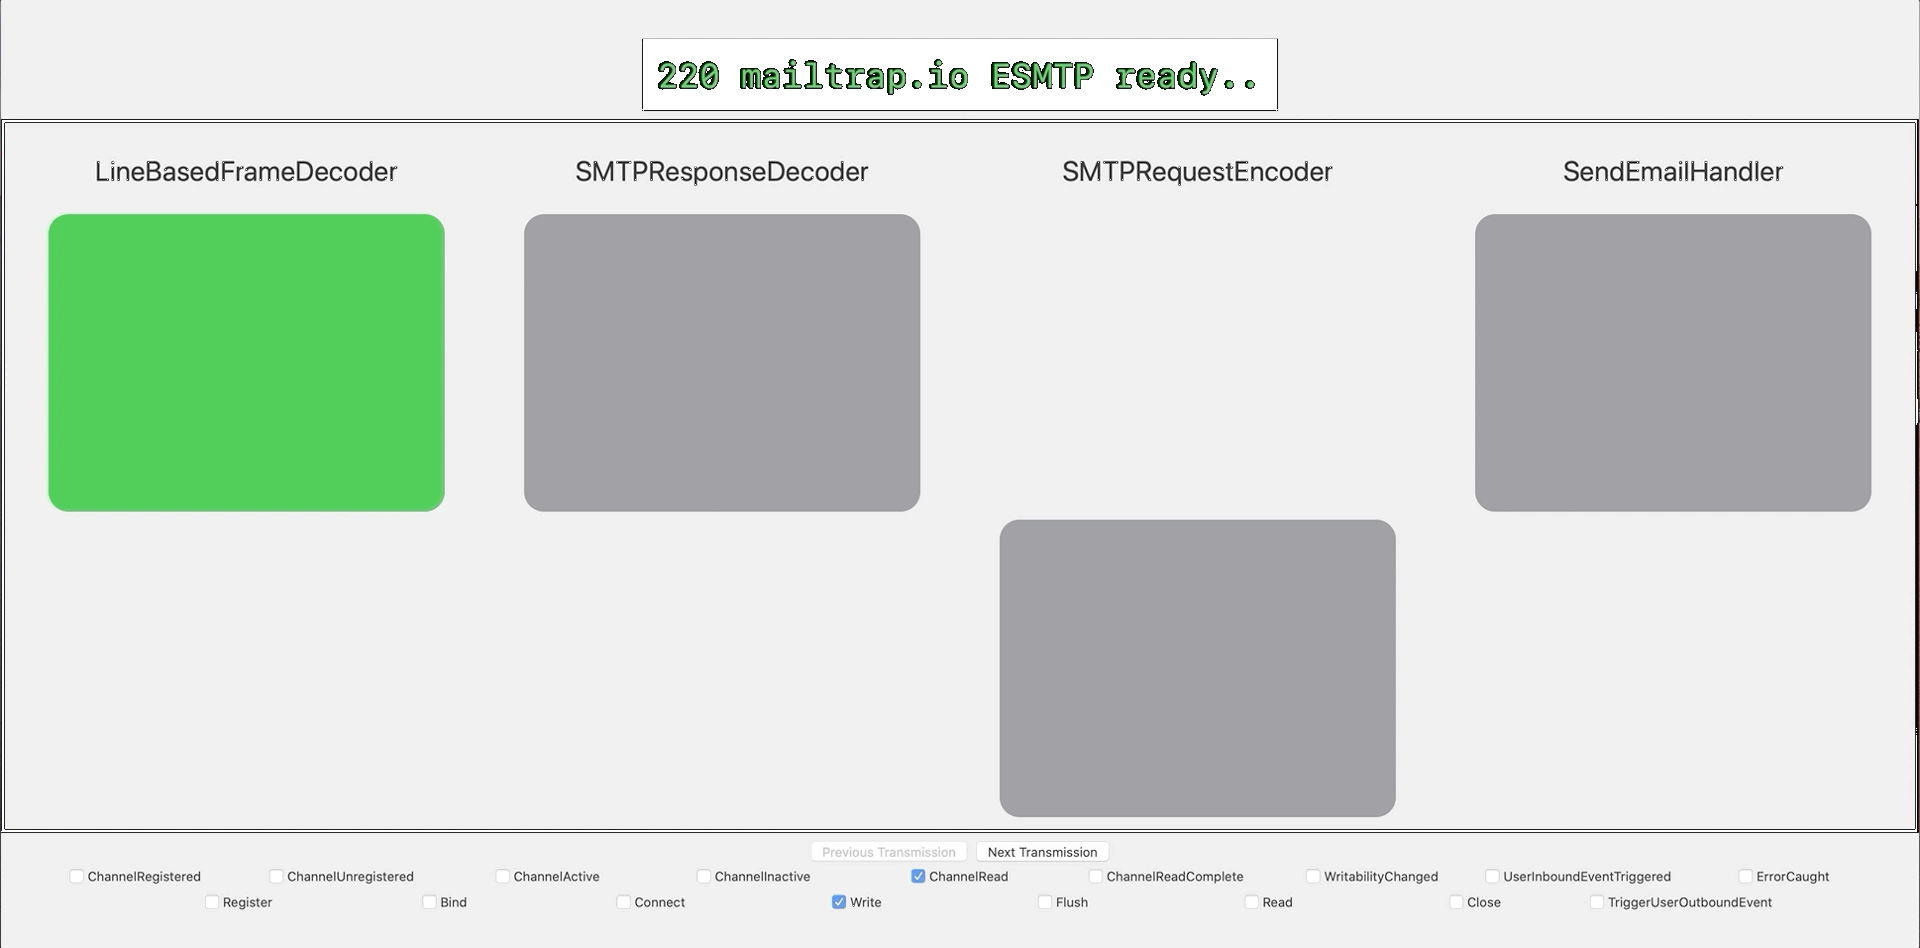 220 mailtrap.io ESMTP ready..
LineBasedFrameDecoder SMTPResponseDecoder SMTPRequestEncoder SendEmailHandler
Previous Transmission Next Transmission
ChannelRegistered ChannelUnregistered ChannelActive ChannelInactive ChannelRead ChannelReadComplete WritabilityChanged UserInboundEventTriggered ErrorCaught
Register Bind Connect Write Flush Read Close TriggerUserOutboundEvent